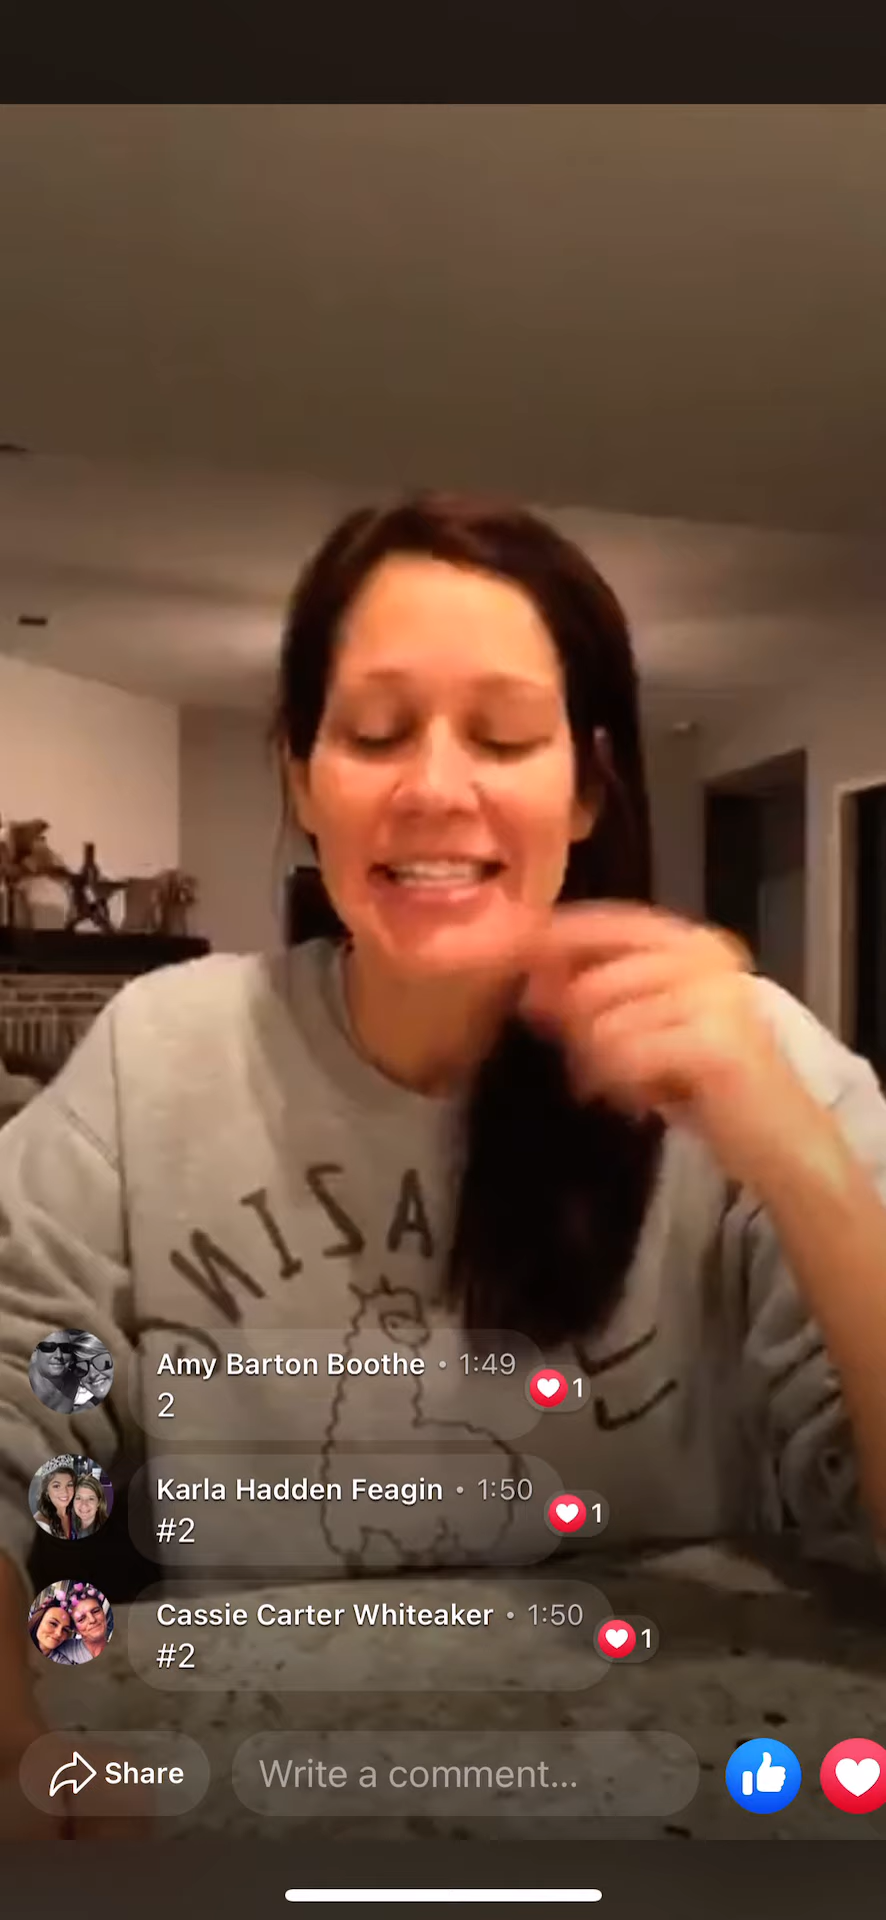 Amy Barton Boothe • 1:49
2
1
Karla Hadden Feagin • 1:50
#2
1
Cassie Carter Whiteaker • 1:50
#2
1
Share
Write a comment...